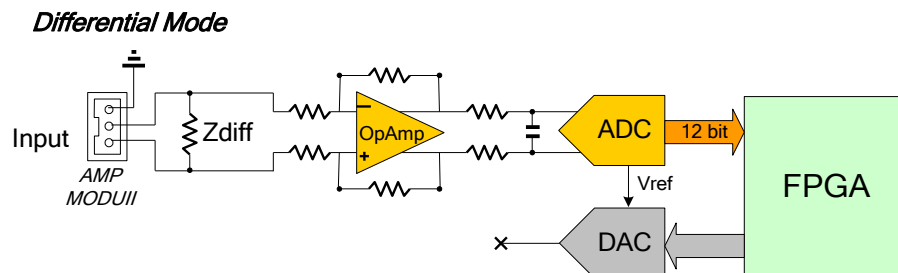 Differential Mode
Input
AMP
MODUII
Zdiff
OpAmp
ADC
12 bit
FPGA
Vref
DAC